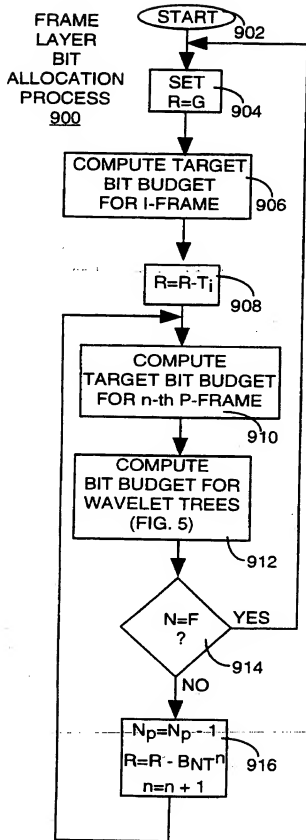 FRAME
LAYER
BIT
ALLOCATION
PROCESS
900
START
902
SET
R=G
904
COMPUTE TARGET
BIT BUDGET
FOR I-FRAME
906
R=R-Ti
908
COMPUTE
TARGET BIT BUDGET
FOR n-th P-FRAME
910
COMPUTE
BIT BUDGET FOR
WAVELET TREES
(FIG. 5)
912
N=F
?
YES
914
NO
Np=Np-1
R=R-BNTn
n=n+1
916